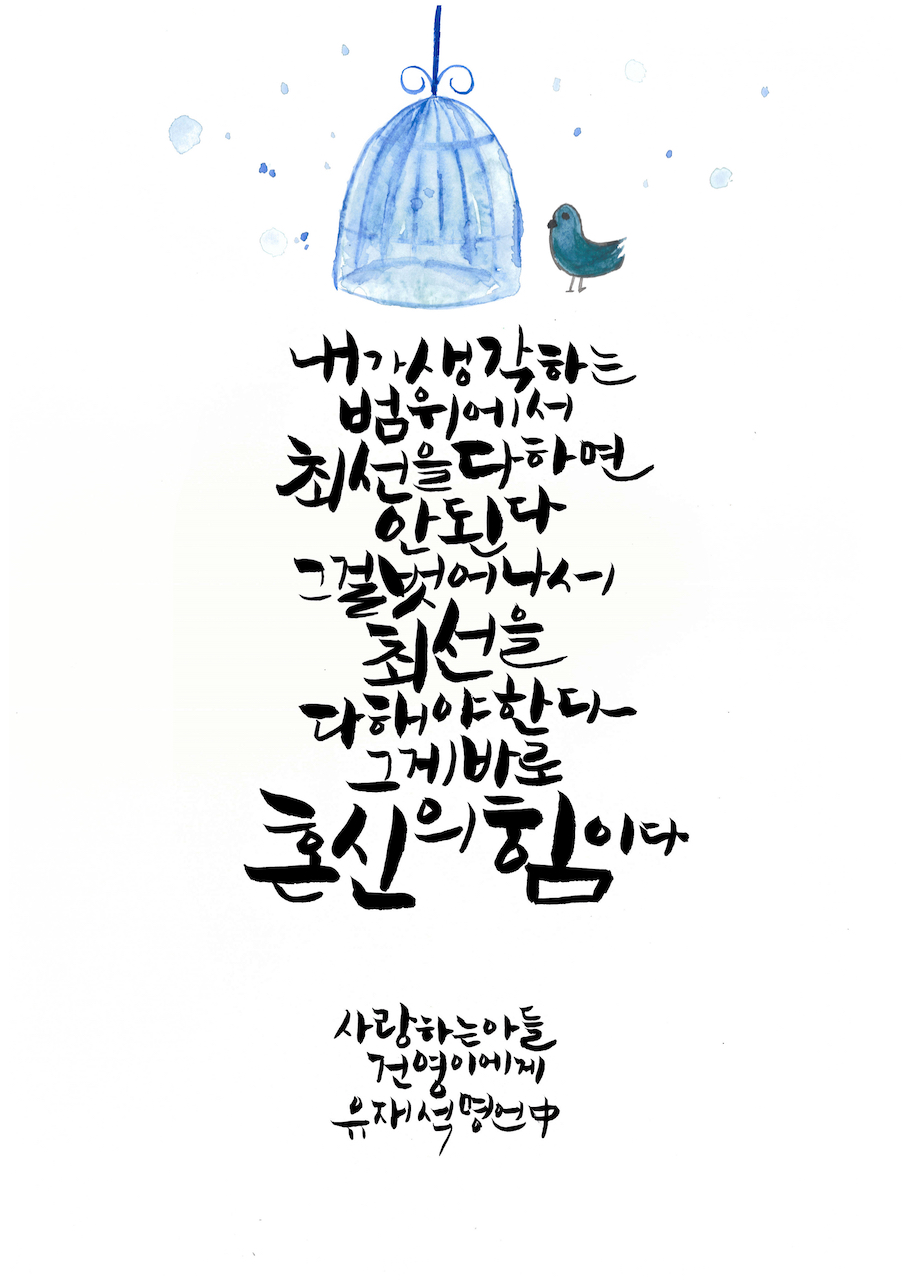 내가 생각하는
범위에서
최선을 다하면
안된다
그걸 벗어나서
최선을
다해야 한다
그게 바로
혼신의 힘이다
사랑하는 아들
건영이에게
유재석 명언 中